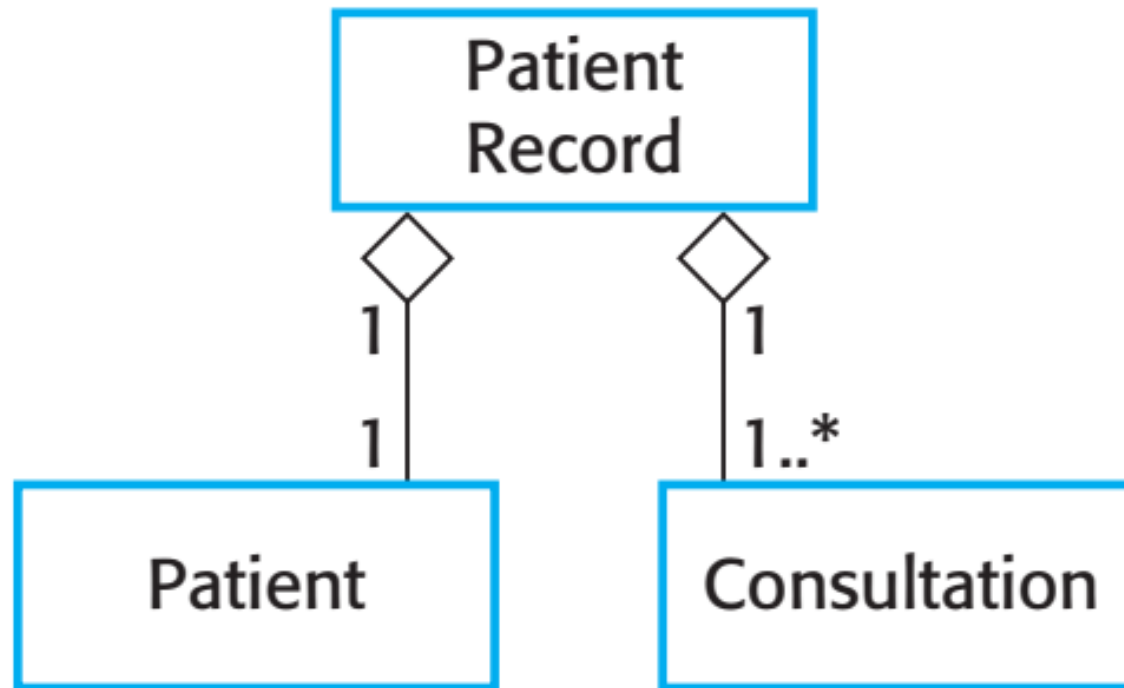 Patient
Record
1
1
1
1..*
Patient
Consultation